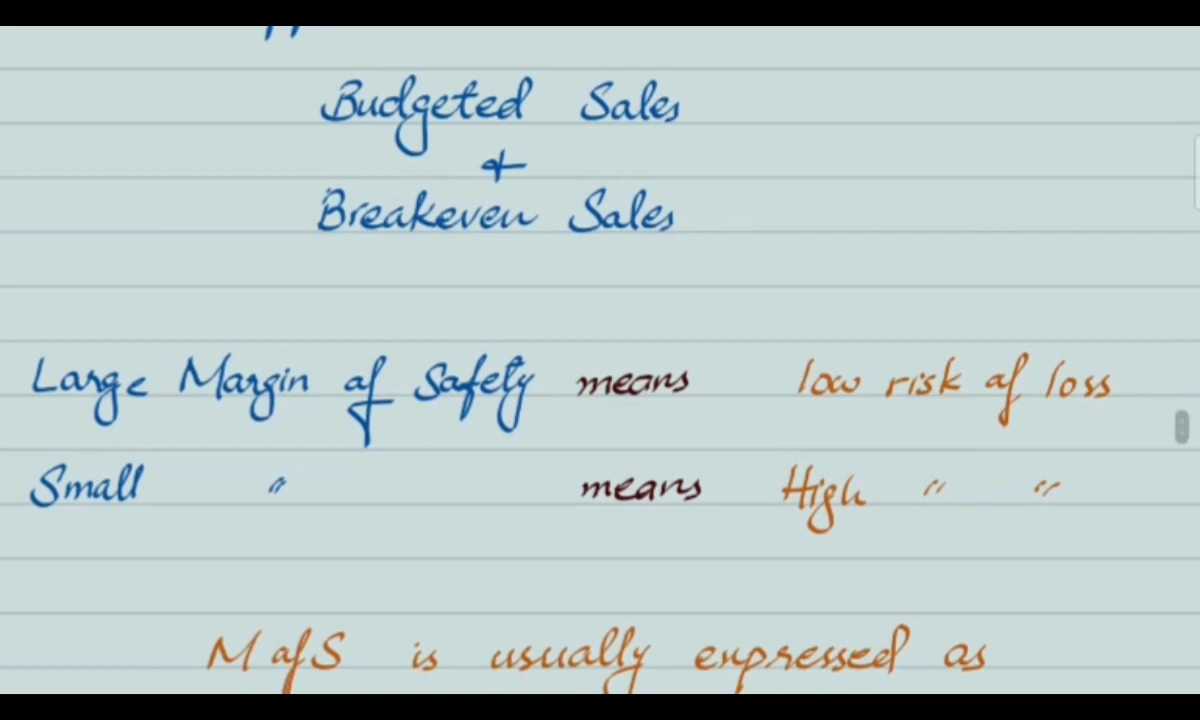 Budgeted Sales
+
Breakeven Sales
Large Margin of Safety means low risk of loss
Small " means High " "
M of S is usually expressed as